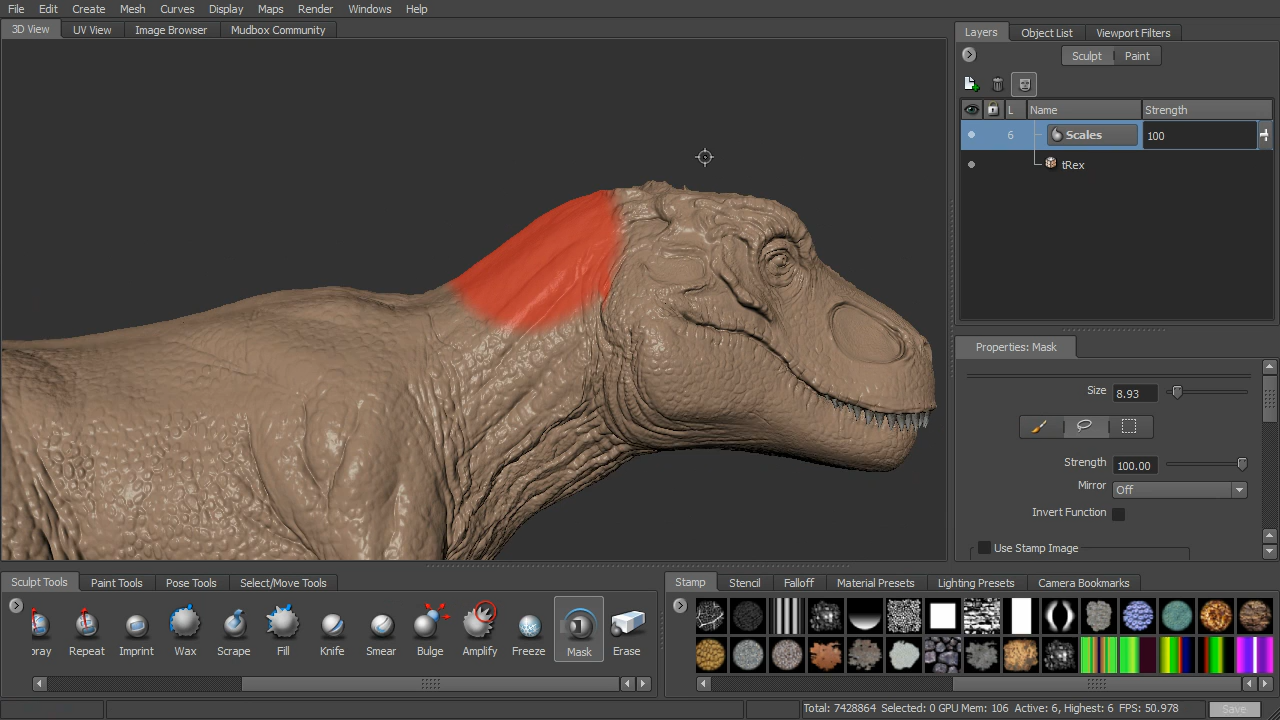 File Edit Create Mesh Curves Display Maps Render Windows Help
3D View UV View Image Browser Mudbox Community
Layers Object List Viewport Filters
Sculpt Paint
L Name Strength
6 Scales 100
tRex
Properties: Mask
Size 8.93
Strength 100.00
Mirror Off
Invert Function
Use Stamp Image
Sculpt Tools Paint Tools Pose Tools Select/Move Tools
Stamp Stencil Falloff Material Presets Lighting Presets Camera Bookmarks
oray Repeat Imprint Wax Scrape Fill Knife Smear Bulge Amplify Freeze Mask Erase
Total: 7428864 Selected: 0 GPU Mem: 106 Active: 6, Highest: 6 FPS: 50.978
Save